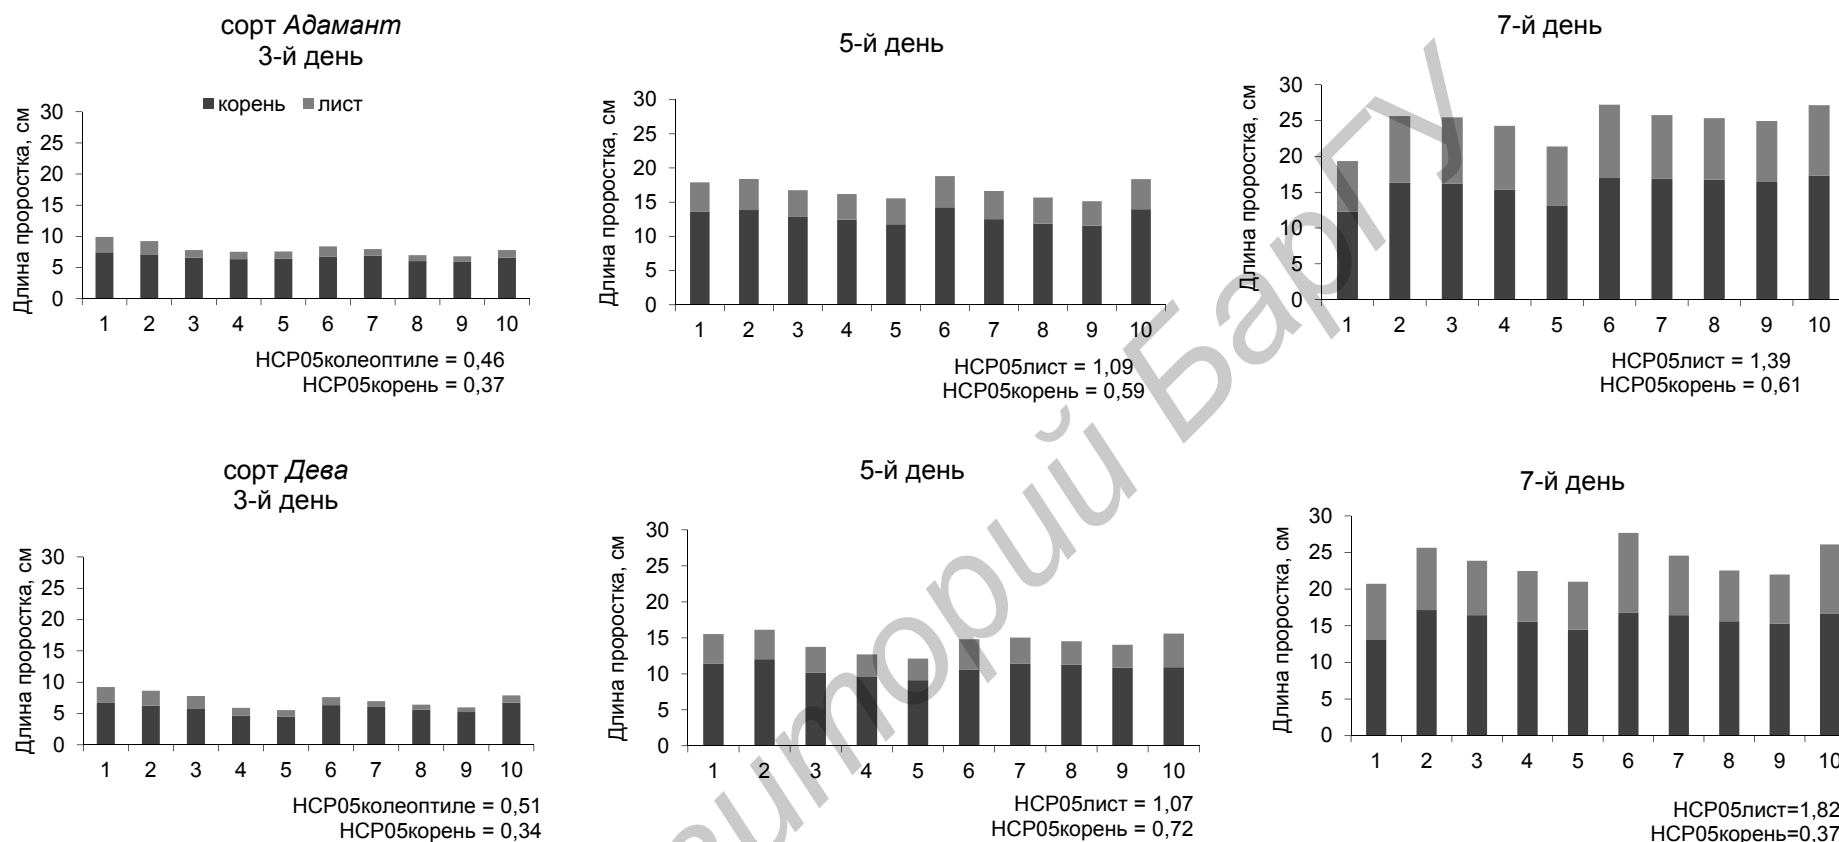 сорт Адамант
3-й день
Длина проростка, см
корень лист
30
25
20
15
10
5
0
1 2 3 4 5 6 7 8 9 10
НСР05колеоптиле = 0,46
НСР05корень = 0,37
5-й день
Длина проростка, см
30
25
20
15
10
5
0
1 2 3 4 5 6 7 8 9 10
НСР05лист = 1,09
НСР05корень = 0,59
7-й день
Длина проростка, см
30
25
20
15
10
5
0
1 2 3 4 5 6 7 8 9 10
НСР05лист = 1,39
НСР05корень = 0,61
сорт Дева
3-й день
Длина проростка, см
30
25
20
15
10
5
0
1 2 3 4 5 6 7 8 9 10
НСР05колеоптиле = 0,51
НСР05корень = 0,34
5-й день
Длина проростка, см
30
25
20
15
10
5
0
1 2 3 4 5 6 7 8 9 10
НСР05лист = 1,07
НСР05корень = 0,72
7-й день
Длина проростка, см
30
25
20
15
10
5
0
1 2 3 4 5 6 7 8 9 10
НСР05лист=1,82
НСР05корень=0,37
иторий БарГУ